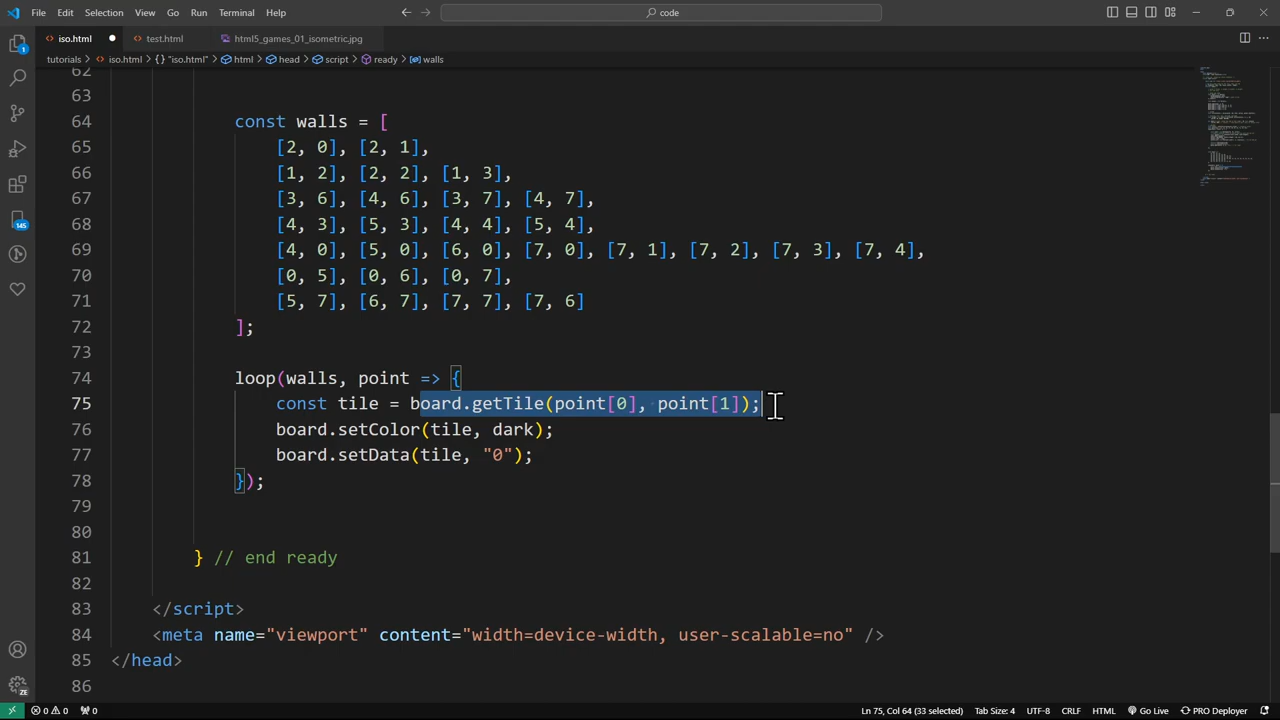 File Edit Selection View Go Run Terminal Help
code
iso.html test.html html5_games_01_isometric.jpg
tutorials > iso.html > {} "iso.html" > html > head > script > ready > walls
62
63
64 const walls = [
65 [2, 0], [2, 1],
66 [1, 2], [2, 2], [1, 3],
67 [3, 6], [4, 6], [3, 7], [4, 7],
68 [4, 3], [5, 3], [4, 4], [5, 4],
69 [4, 0], [5, 0], [6, 0], [7, 0], [7, 1], [7, 2], [7, 3], [7, 4],
70 [0, 5], [0, 6], [0, 7],
71 [5, 7], [6, 7], [7, 7], [7, 6]
72 ];
73
74 loop(walls, point => {
75 const tile = board.getTile(point[0], point[1]);
76 board.setColor(tile, dark);
77 board.setData(tile, "0");
78 });
79
80
81 } // end ready
82
83 </script>
84 <meta name="viewport" content="width=device-width, user-scalable=no" />
85 </head>
86
1
145
ZE
0 0 0 Ln 75, Col 64 (33 selected) Tab Size: 4 UTF-8 CRLF HTML Go Live PRO Deployer